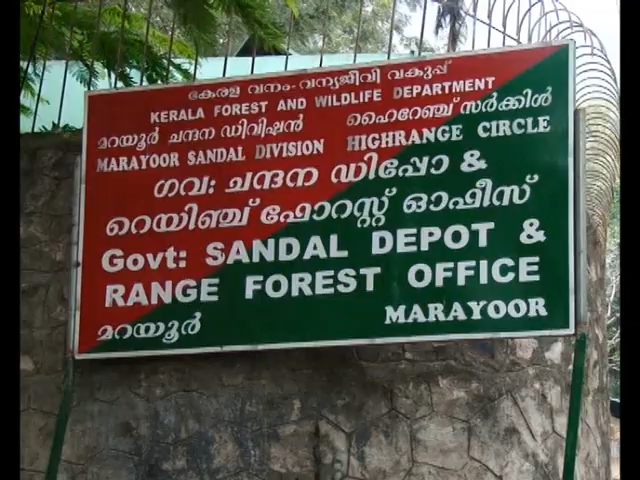 കേരള വനം-വന്യജീവി വകുപ്പ്
KERALA FOREST AND WILDLIFE DEPARTMENT
മറയൂർ ചന്ദന ഡിവിഷൻ ഹൈറേഞ്ച് സർക്കിൾ
MARAYOOR SANDAL DIVISION HIGHRANGE CIRCLE
ഗവ: ചന്ദന ഡിപ്പോ &
റെയിഞ്ച് ഫോറസ്റ്റ് ഓഫീസ്
Govt: SANDAL DEPOT &
RANGE FOREST OFFICE
മറയൂർ MARAYOOR